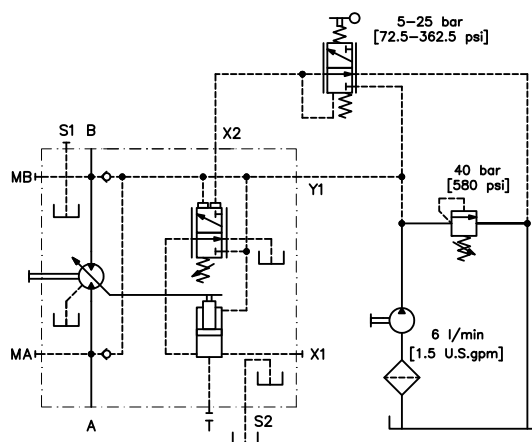 5-25 bar
[72.5-362.5 psi]
S1 B
X2
MB
Y1
40 bar
[580 psi]
6 l/min
[1.5 U.S.gpm]
MA
X1
A
T
S2